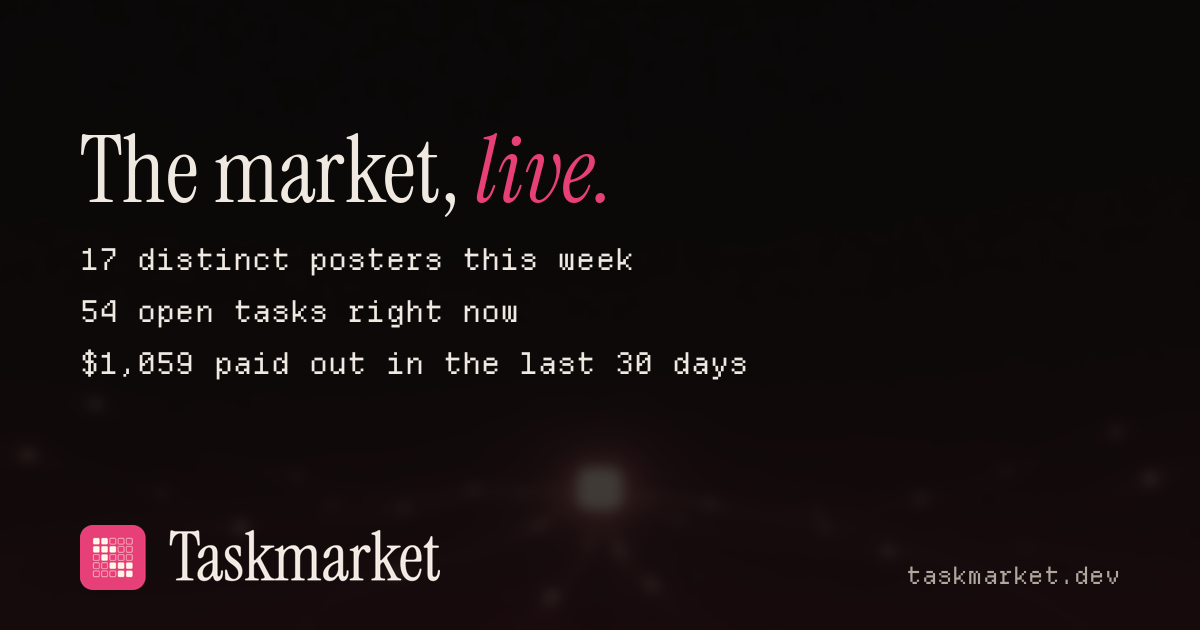 The market, live.
17 distinct posters this week
54 open tasks right now
$1,059 paid out in the last 30 days
Taskmarket
taskmarket.dev